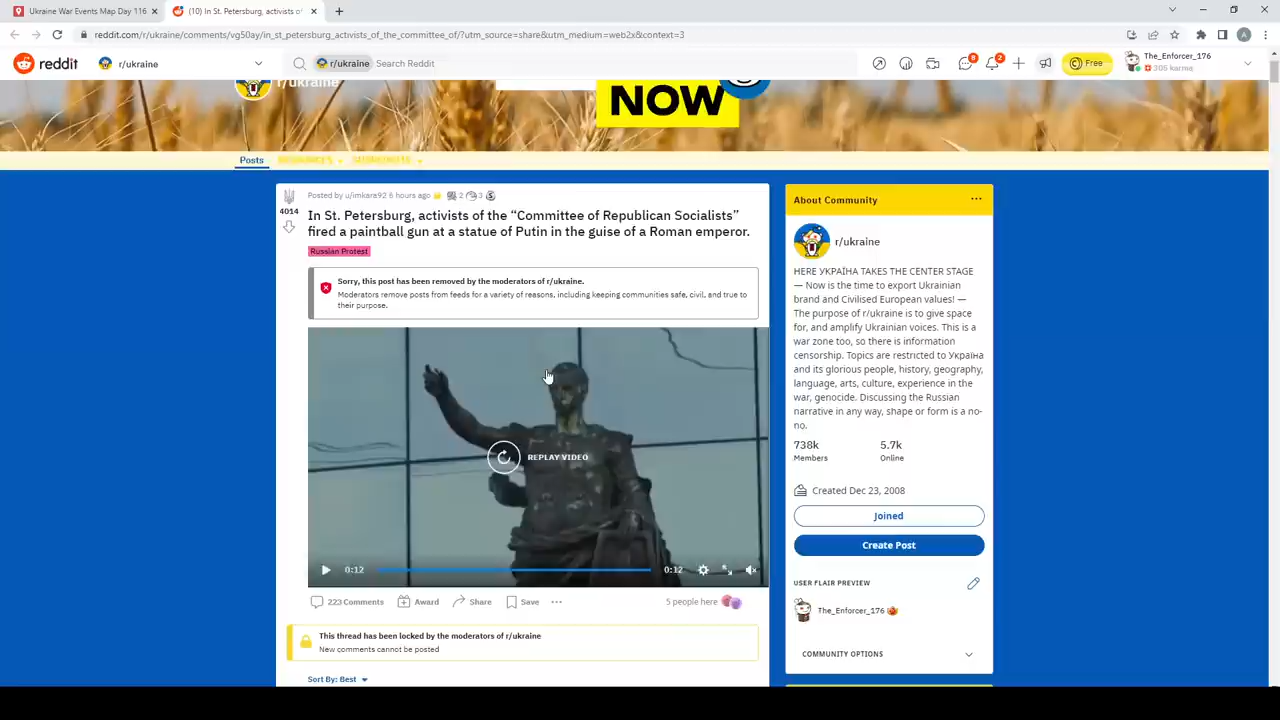 Ukraine War Events Map Day 116
(10) In St. Petersburg, activists of
reddit.com/r/ukraine/comments/vg50ay/in_st_petersburg_activists_of_the_committee_of/?utm_source=share&utm_medium=web2x&context=3
A
reddit
r/ukraine
r/ukraine Search Reddit
8
2
Free
The_Enforcer_176
305 karma
r/ukraine
NOW
Posts
Posted by u/imkara92 6 hours ago 2 3 S
4014
In St. Petersburg, activists of the “Committee of Republican Socialists”
fired a paintball gun at a statue of Putin in the guise of a Roman emperor.
Russian Protest
Sorry, this post has been removed by the moderators of r/ukraine.
Moderators remove posts from feeds for a variety of reasons, including keeping communities safe, civil, and true to
their purpose.
REPLAY VIDEO
0:12
0:12
223 Comments Award Share Save
5 people here
This thread has been locked by the moderators of r/ukraine
New comments cannot be posted
Sort By: Best
About Community
r/ukraine
HERE УКРАЇНА TAKES THE CENTER STAGE
— Now is the time to export Ukrainian
brand and Civilised European values! —
The purpose of r/ukraine is to give space
for, and amplify Ukrainian voices. This is a
war zone too, so there is information
censorship. Topics are restricted to Україна
and its glorious people, history, geography,
language, arts, culture, experience in the
war, genocide. Discussing the Russian
narrative in any way, shape or form is a no-
no.
738k 5.7k
Members Online
Created Dec 23, 2008
Joined
Create Post
USER FLAIR PREVIEW
The_Enforcer_176
COMMUNITY OPTIONS